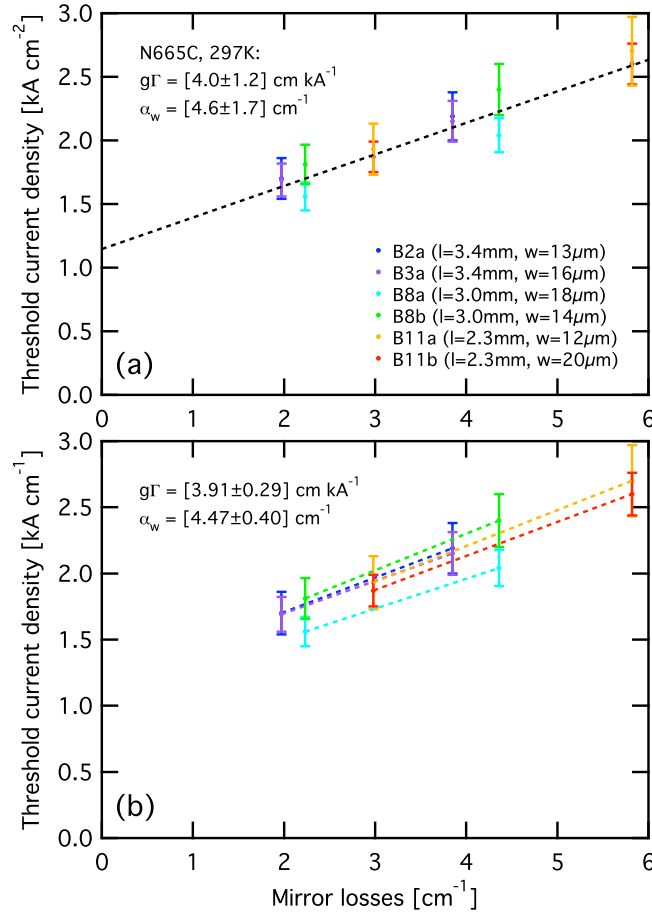 Threshold current density [kA cm⁻²]
3.0
2.5
2.0
1.5
1.0
0.5
0.0
N665C, 297K:
gΓ = [4.0±1.2] cm kA⁻¹
α_w = [4.6±1.7] cm⁻¹
B2a (l=3.4mm, w=13µm)
B3a (l=3.4mm, w=16µm)
B8a (l=3.0mm, w=18µm)
B8b (l=3.0mm, w=14µm)
B11a (l=2.3mm, w=12µm)
B11b (l=2.3mm, w=20µm)
(a)
0 1 2 3 4 5 6
Threshold current density [kA cm⁻¹]
3.0
2.5
2.0
1.5
1.0
0.5
0.0
gΓ = [3.91±0.29] cm kA⁻¹
α_w = [4.47±0.40] cm⁻¹
(b)
0 1 2 3 4 5 6
Mirror losses [cm⁻¹]